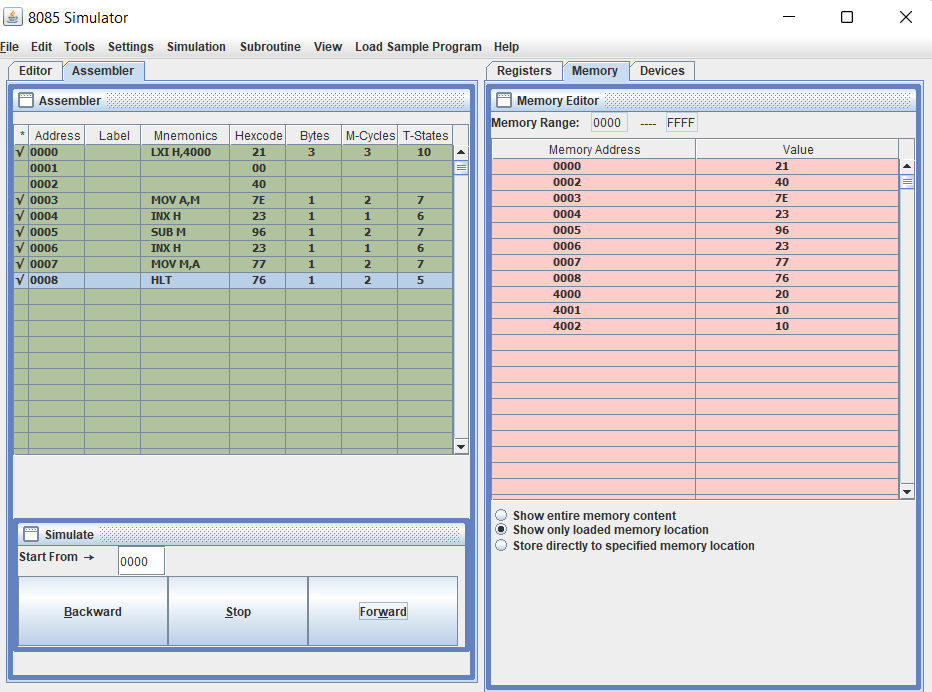 8085 Simulator
File Edit Tools Settings Simulation Subroutine View Load Sample Program Help
Editor Assembler
Assembler
* Address Label Mnemonics Hexcode Bytes M-Cycles T-States
√ 0000 LXI H,4000 21 3 3 10
0001 00
0002 40
√ 0003 MOV A,M 7E 1 2 7
√ 0004 INX H 23 1 1 6
√ 0005 SUB M 96 1 2 7
√ 0006 INX H 23 1 1 6
√ 0007 MOV M,A 77 1 2 7
√ 0008 HLT 76 1 2 5
Simulate
Start From → 0000
Backward Stop Forward
Registers Memory Devices
Memory Editor
Memory Range: 0000 ---- FFFF
Memory Address Value
0000 21
0002 40
0003 7E
0004 23
0005 96
0006 23
0007 77
0008 76
4000 20
4001 10
4002 10
Show entire memory content
Show only loaded memory location
Store directly to specified memory location